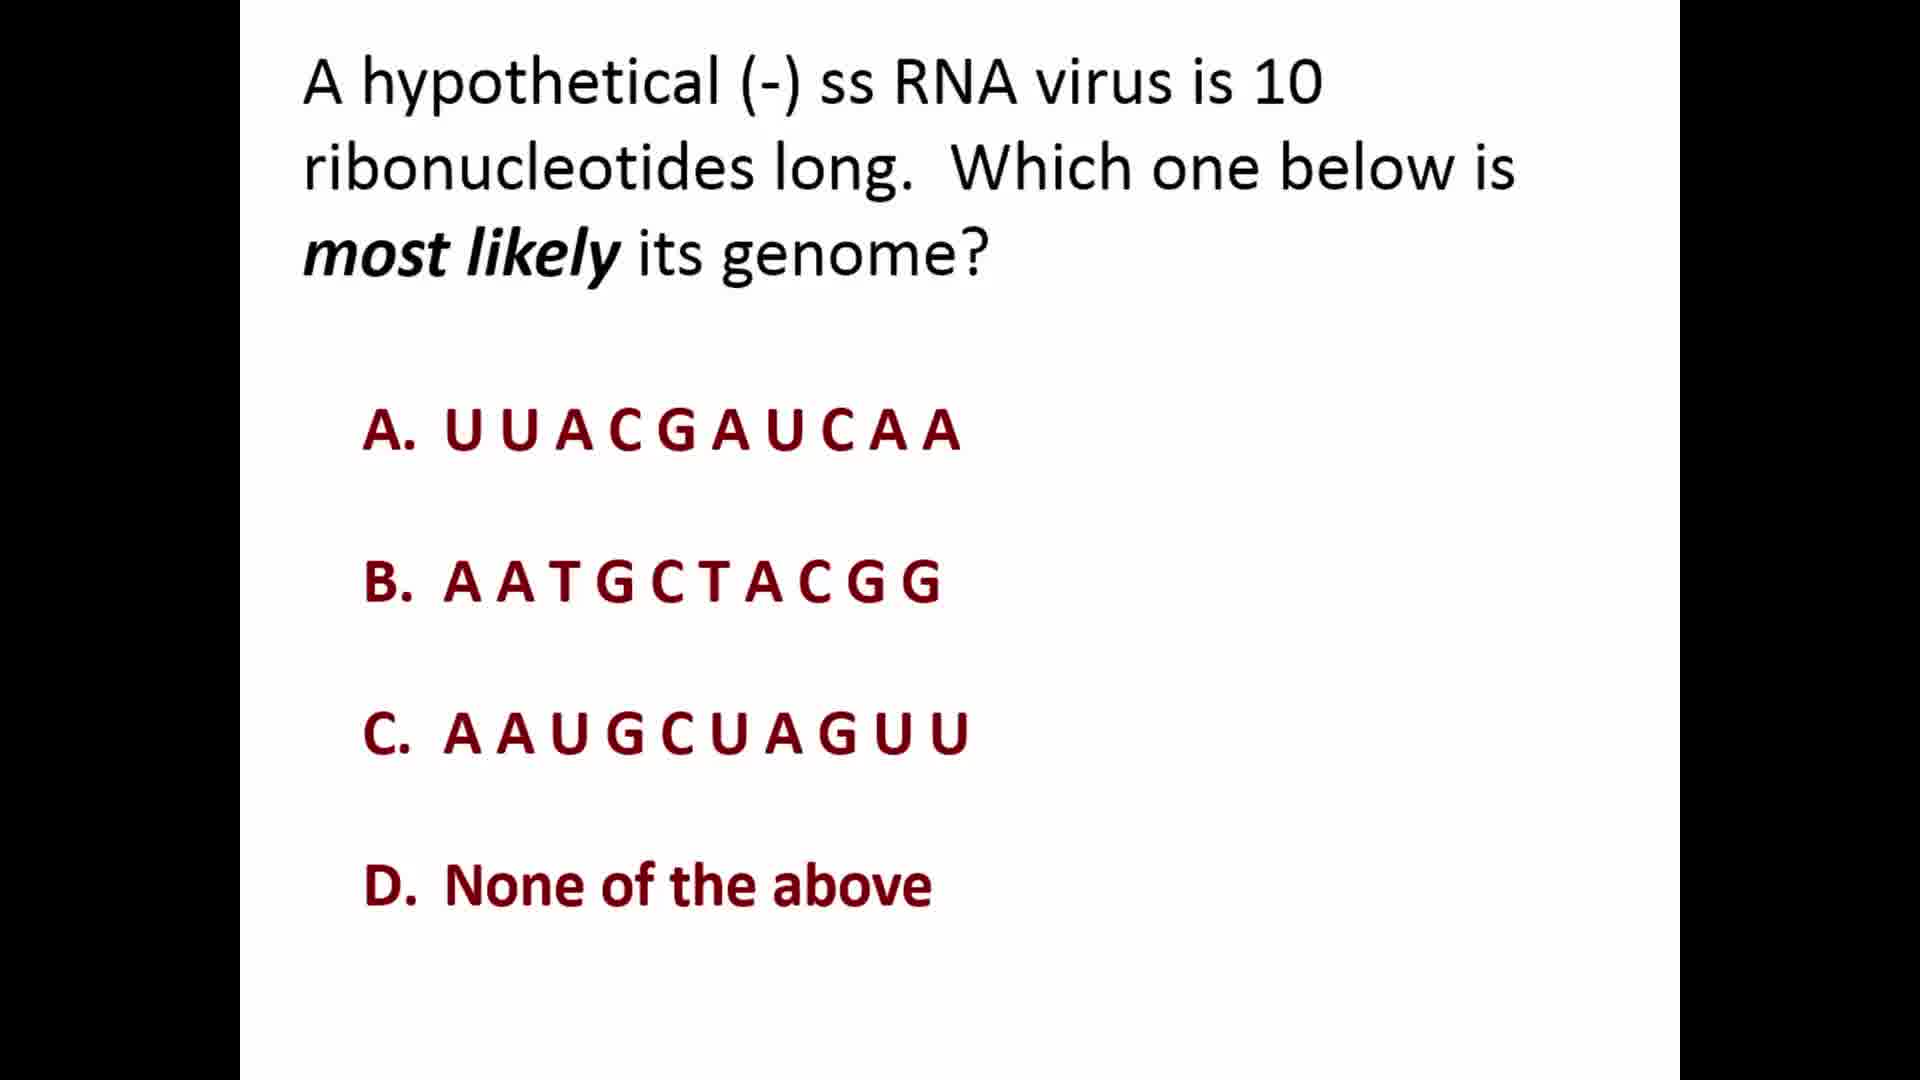 A hypothetical (-) ss RNA virus is 10
ribonucleotides long. Which one below is
most likely its genome?
A. U U A C G A U C A A
B. A A T G C T A C G G
C. A A U G C U A G U U
D. None of the above